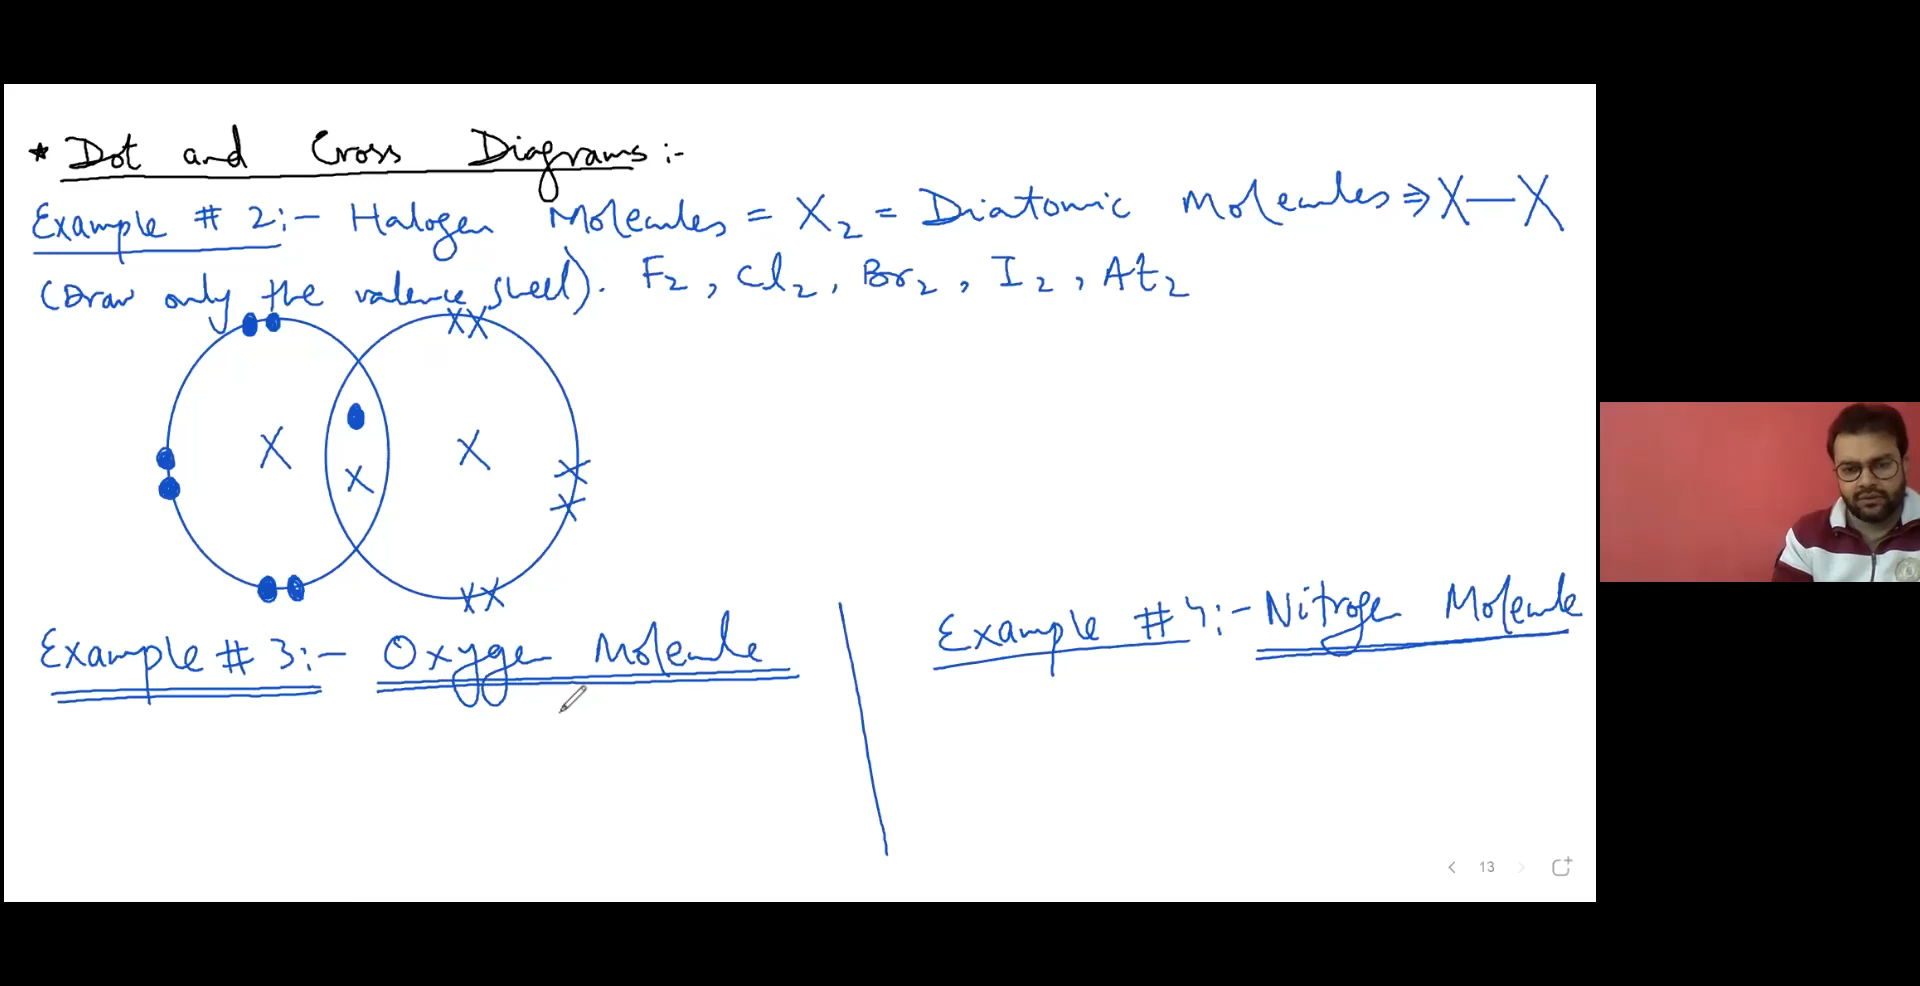 * Dot and Cross Diagrams :-
Example # 2:- Halogen Molecules = X₂ = Diatomic Molecules ⇒ X—X
(Draw only the valence shell). F₂, Cl₂, Br₂, I₂, At₂
X X
Example # 3:- Oxygen Molecule
Example # 4:- Nitrogen Molecule
< 13 >